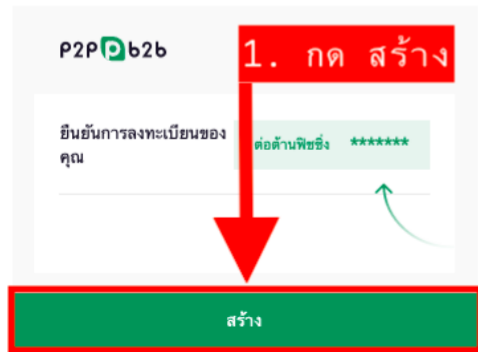 P2P b2b
1. กด สร้าง
ยืนยันการลงทะเบียนของ
คุณ
ต่อต้านฟิชชิ่ง *******
สร้าง